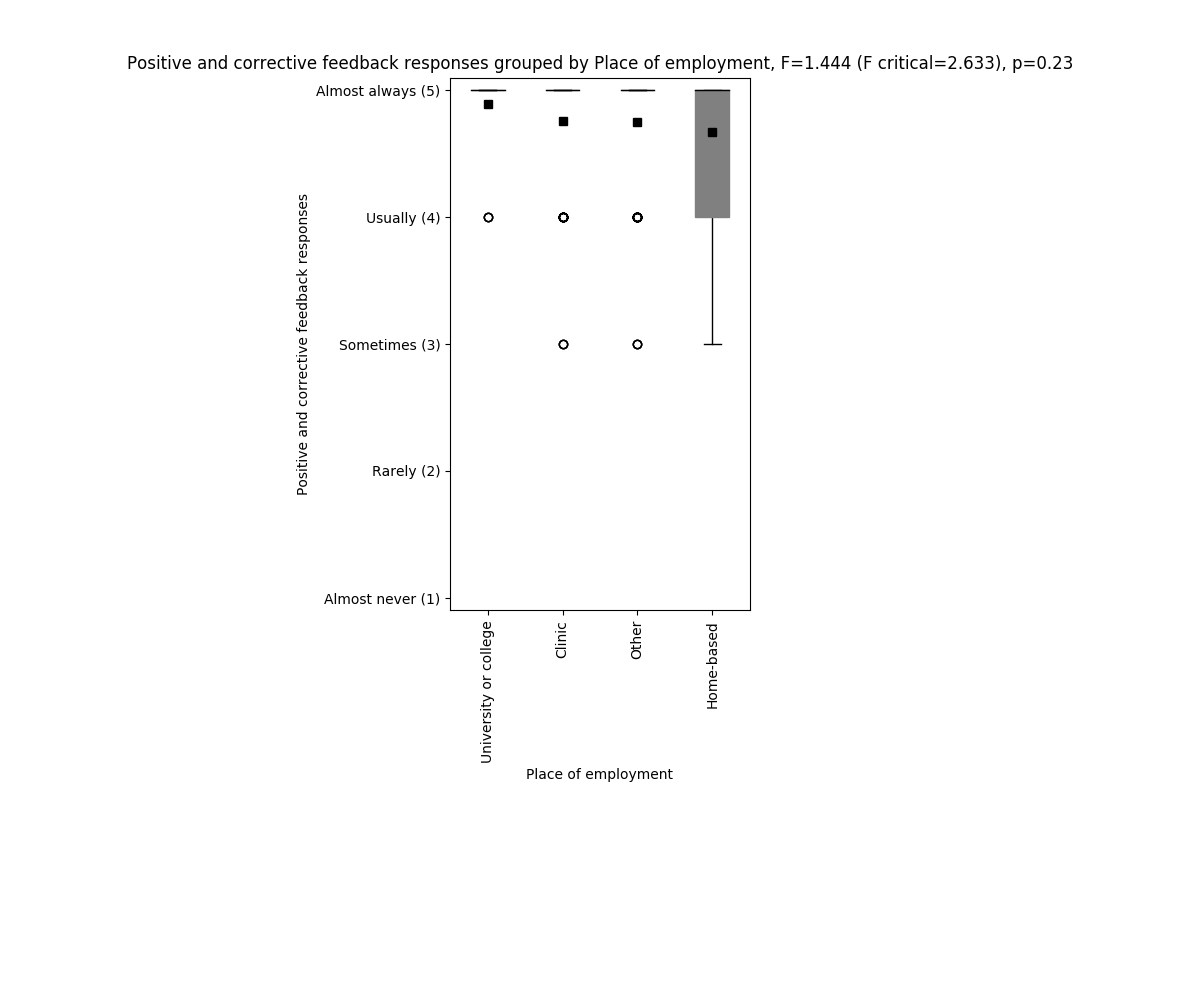 Positive and corrective feedback responses grouped by Place of employment, F=1.444 (F critical=2.633), p=0.23
Positive and corrective feedback responses
Almost always (5)
Usually (4)
Sometimes (3)
Rarely (2)
Almost never (1)
University or college
Clinic
Other
Home-based
Place of employment